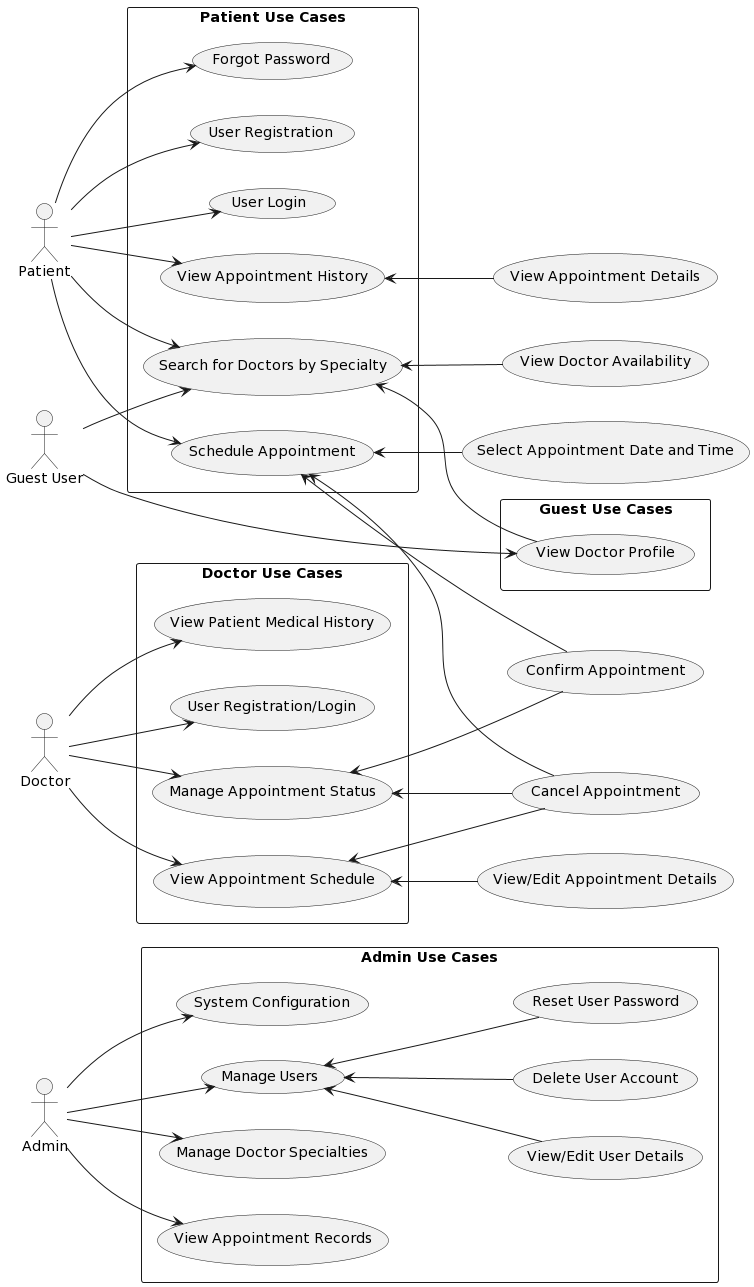 Patient Use Cases
Forgot Password
User Registration
User Login
Patient
View Appointment History
View Appointment Details
Search for Doctors by Specialty
View Doctor Availability
Guest User
Schedule Appointment
Select Appointment Date and Time
Guest Use Cases
View Doctor Profile
Doctor Use Cases
View Patient Medical History
Confirm Appointment
User Registration/Login
Doctor
Manage Appointment Status
Cancel Appointment
View Appointment Schedule
View/Edit Appointment Details
Admin Use Cases
System Configuration
Reset User Password
Manage Users
Delete User Account
Admin
Manage Doctor Specialties
View/Edit User Details
View Appointment Records